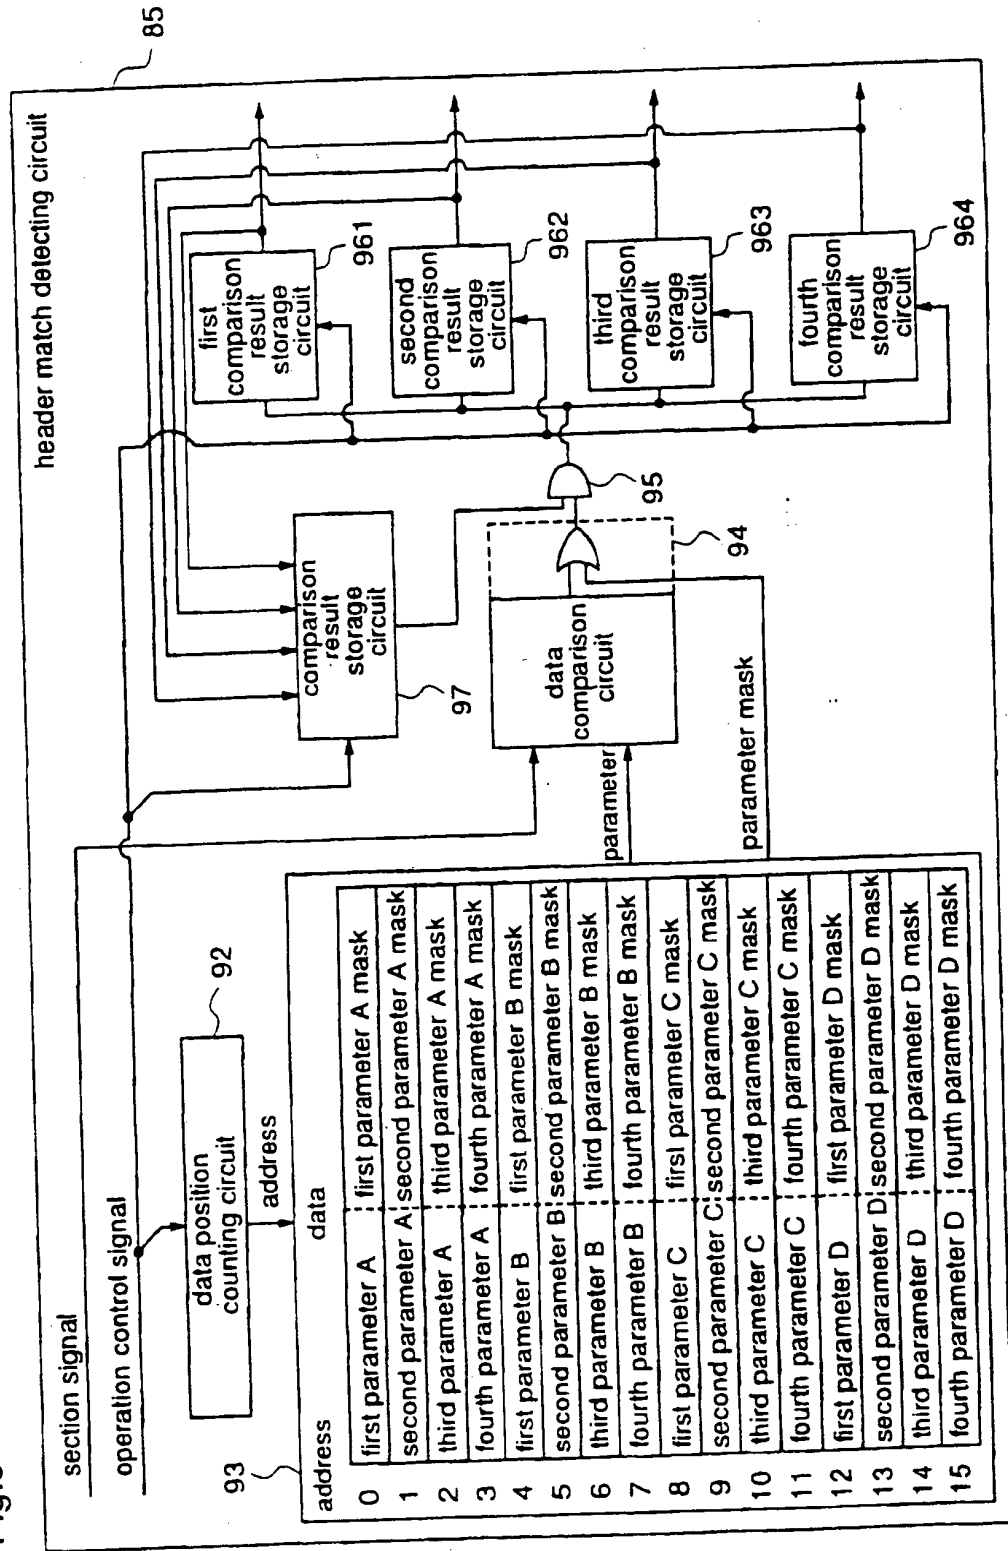 header match detecting circuit
85
section signal
operation control signal
92
data position
counting circuit
address
93
address
data
0 first parameter A first parameter A mask
1 second parameter A second parameter A mask
2 third parameter A third parameter A mask
3 fourth parameter A fourth parameter A mask
4 first parameter B first parameter B mask
5 second parameter B second parameter B mask
6 third parameter B third parameter B mask
7 fourth parameter B fourth parameter B mask
8 first parameter C first parameter C mask
9 second parameter C second parameter C mask
10 third parameter C third parameter C mask
11 fourth parameter C fourth parameter C mask
12 first parameter D first parameter D mask
13 second parameter D second parameter D mask
14 third parameter D third parameter D mask
15 fourth parameter D fourth parameter D mask
parameter
parameter mask
comparison
result
storage
circuit
97
data
comparison
circuit
94
95
first
comparison
result
storage
circuit
961
second
comparison
result
storage
circuit
962
third
comparison
result
storage
circuit
963
fourth
comparison
result
storage
circuit
964